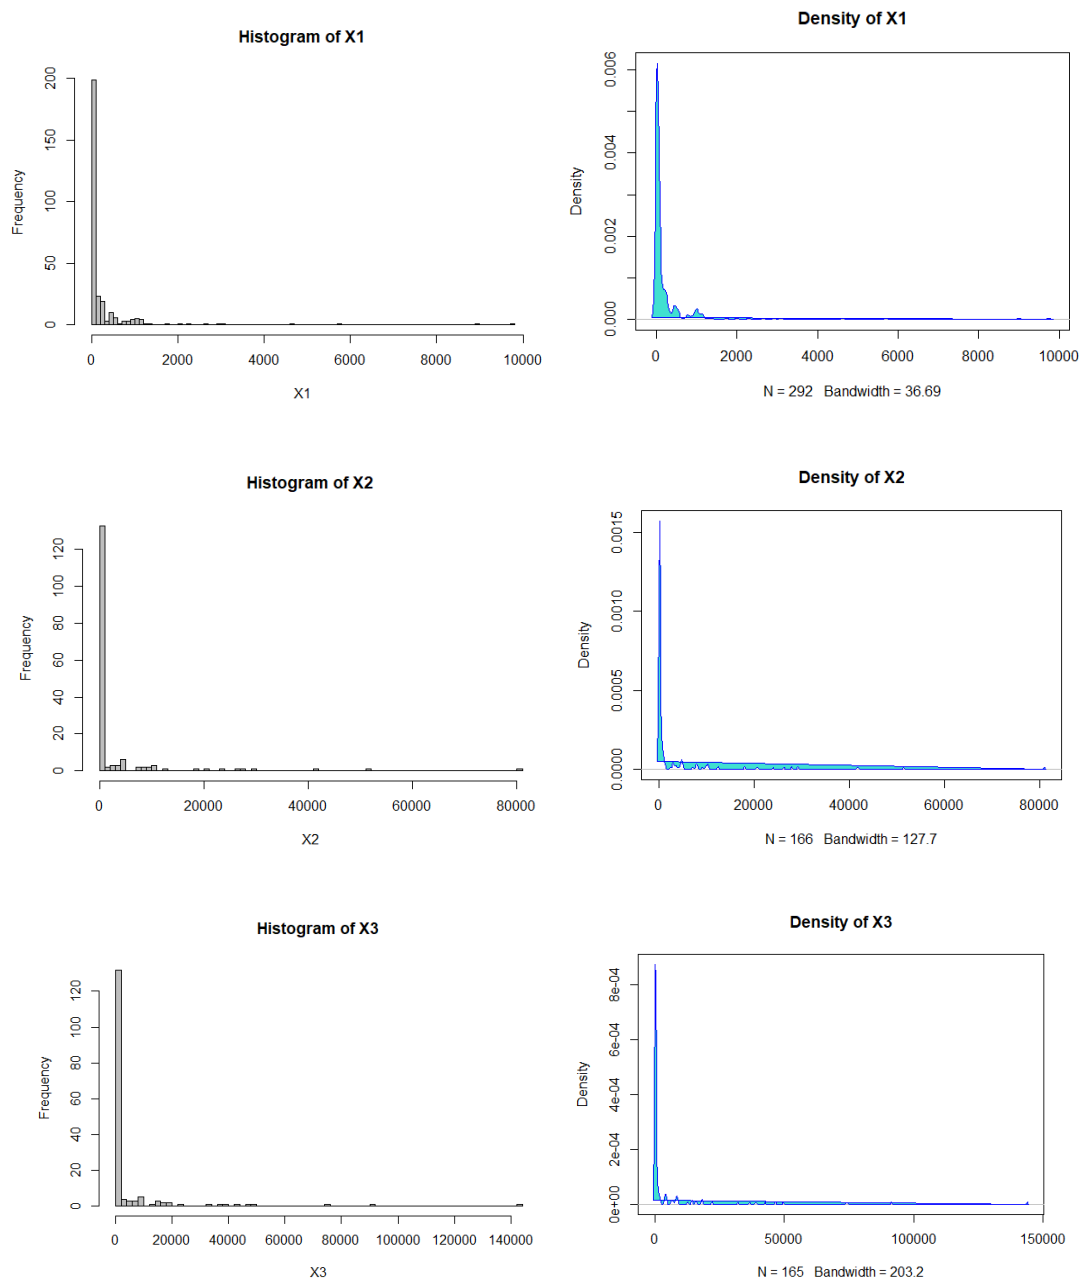 Histogram of X1
Frequency
200
150
100
50
0
0 2000 4000 6000 8000 10000
X1
Density of X1
Density
0.006
0.004
0.002
0.000
0 2000 4000 6000 8000 10000
N = 292 Bandwidth = 36.69
Histogram of X2
Frequency
120
100
80
60
40
20
0
0 20000 40000 60000 80000
X2
Density of X2
Density
0.0015
0.0010
0.0005
0.0000
0 20000 40000 60000 80000
N = 166 Bandwidth = 127.7
Histogram of X3
Frequency
120
100
80
60
40
20
0
0 20000 40000 60000 80000 100000 120000 140000
X3
Density of X3
Density
8e-04
6e-04
4e-04
2e-04
0e+00
0 50000 100000 150000
N = 165 Bandwidth = 203.2